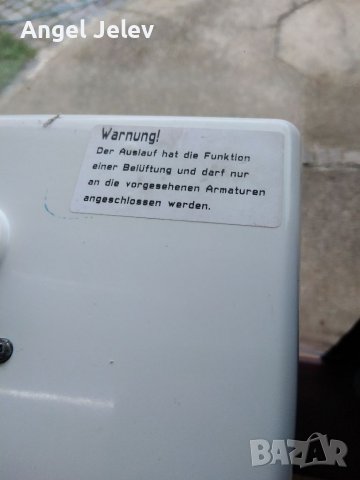 Angel Jelev
Warnung!
Der Auslauf hat die Funktion
einer Belüftung und darf nur
an die vorgesehenen Armaturen
angeschlossen werden.
BAZAR